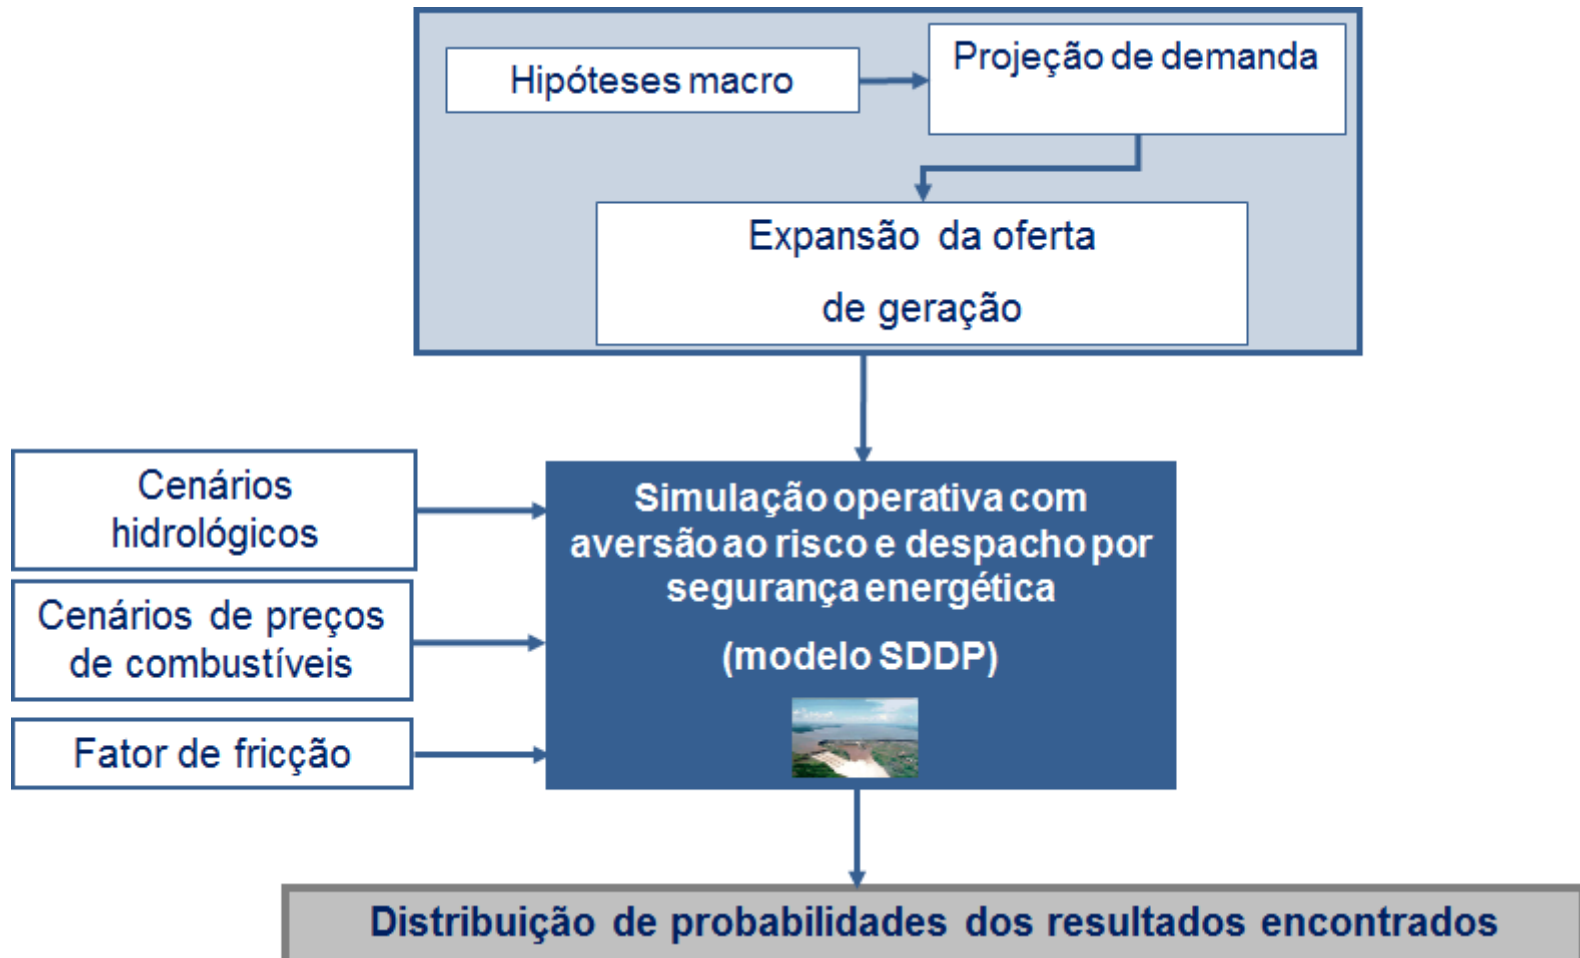 Hipóteses macro
Projeção de demanda
Expansão da oferta
de geração
Cenários
hidrológicos
Cenários de preços
de combustíveis
Fator de fricção
Simulação operativa com
aversão ao risco e despacho por
segurança energética
(modelo SDDP)
Distribuição de probabilidades dos resultados encontrados